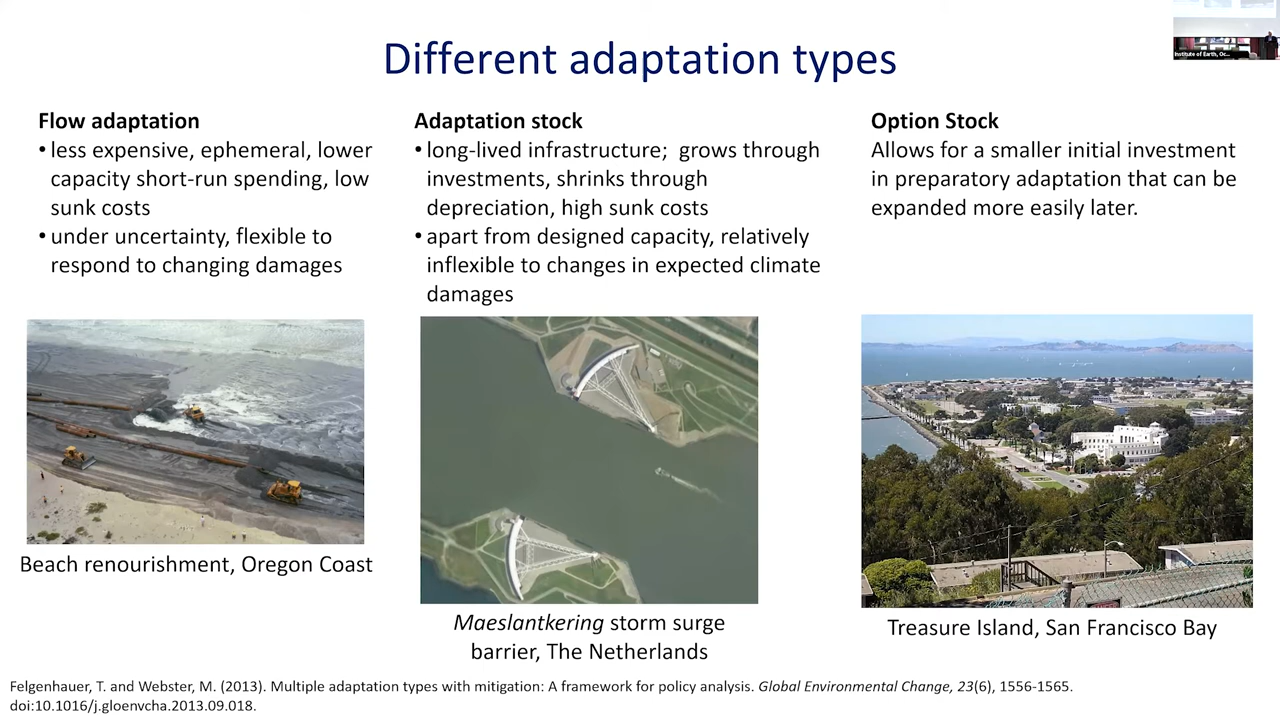 Institute of Earth, Oc...
Different adaptation types
Flow adaptation
• less expensive, ephemeral, lower
capacity short-run spending, low
sunk costs
• under uncertainty, flexible to
respond to changing damages
Beach renourishment, Oregon Coast
Adaptation stock
• long-lived infrastructure; grows through
investments, shrinks through
depreciation, high sunk costs
• apart from designed capacity, relatively
inflexible to changes in expected climate
damages
Maeslantkering storm surge
barrier, The Netherlands
Option Stock
Allows for a smaller initial investment
in preparatory adaptation that can be
expanded more easily later.
Treasure Island, San Francisco Bay
Felgenhauer, T. and Webster, M. (2013). Multiple adaptation types with mitigation: A framework for policy analysis. Global Environmental Change, 23(6), 1556-1565.
doi:10.1016/j.gloenvcha.2013.09.018.